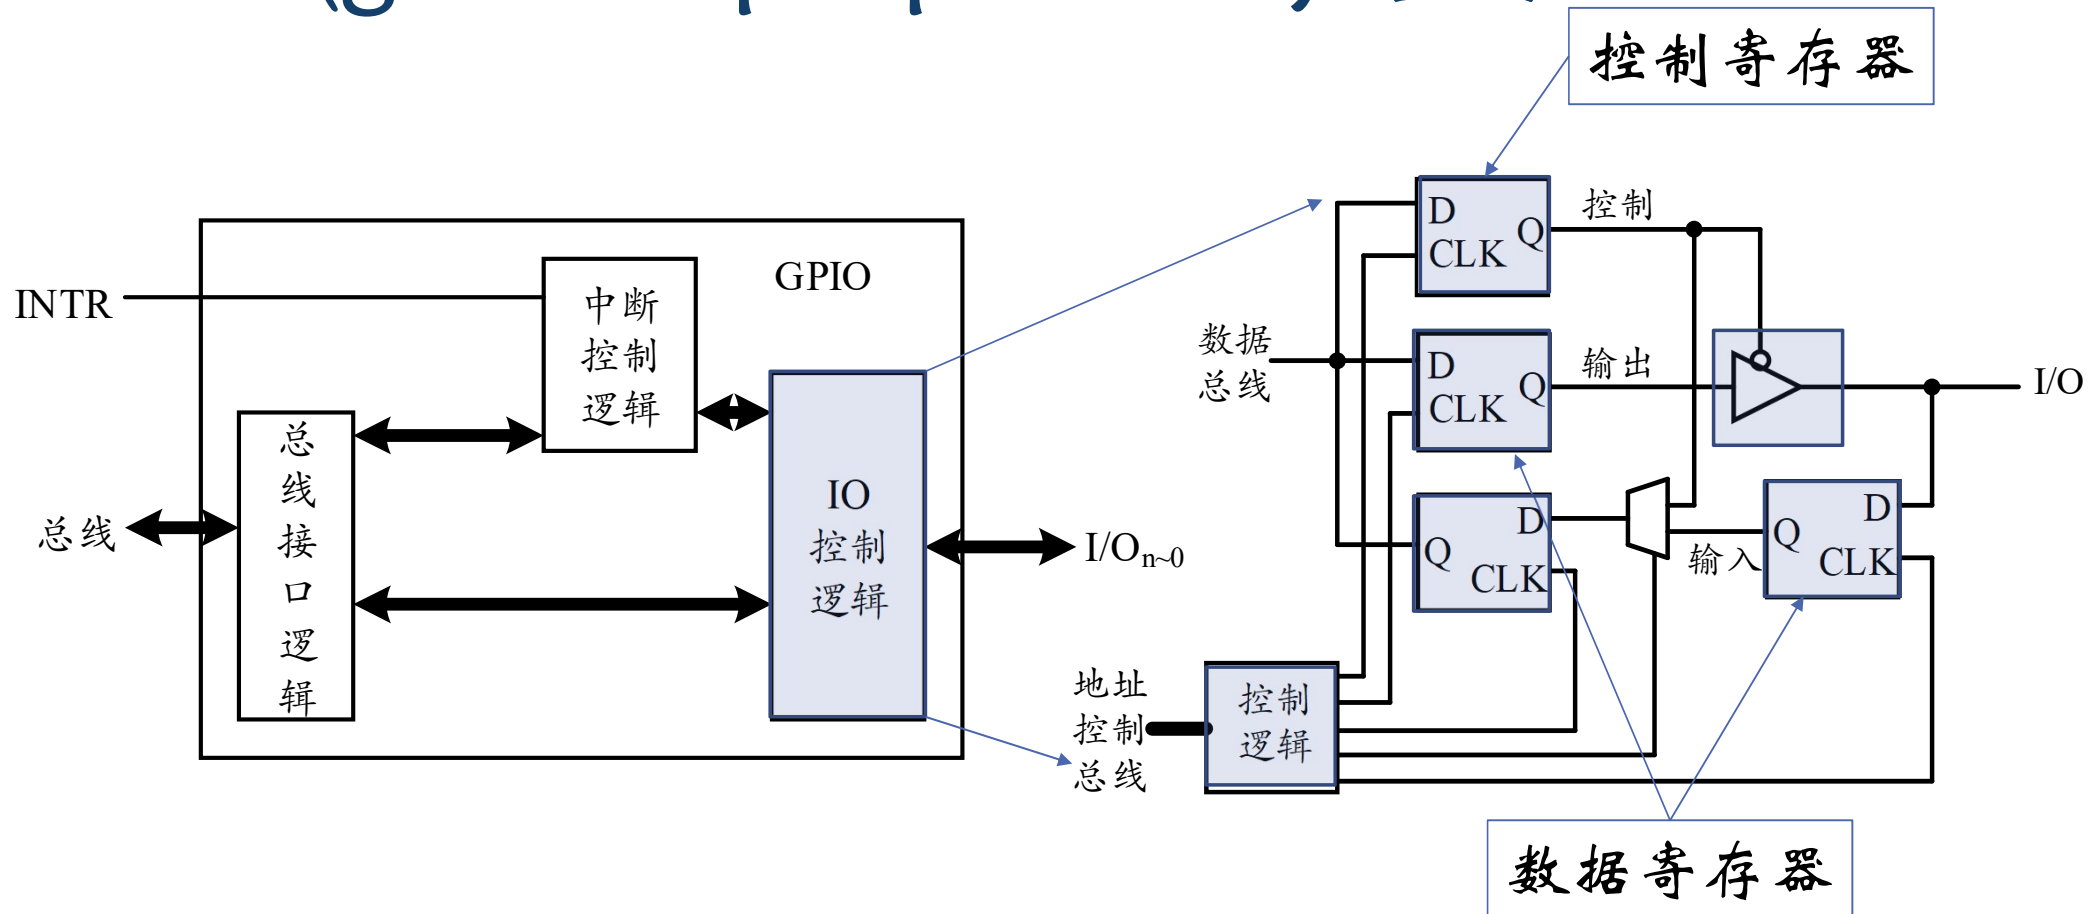 控制寄存器
INTR
GPIO
中断
控制
逻辑
总
线
接
口
逻
辑
总线
IO
控制
逻辑
I/On~0
D
CLK
Q
控制
数据
总线
D
CLK
Q
输出
I/O
D
Q
CLK
输入
D
Q
CLK
地址
控制
总线
控制
逻辑
数据寄存器